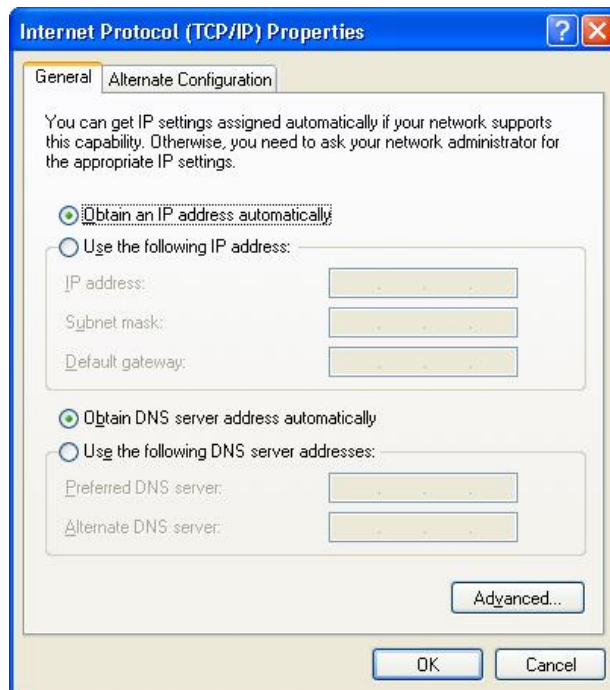 Internet Protocol (TCP/IP) Properties
General
Alternate Configuration
You can get IP settings assigned automatically if your network supports
this capability. Otherwise, you need to ask your network administrator for
the appropriate IP settings.
Obtain an IP address automatically
Use the following IP address:
IP address:
Subnet mask:
Default gateway:
Obtain DNS server address automatically
Use the following DNS server addresses:
Preferred DNS server:
Alternate DNS server:
Advanced...
OK
Cancel